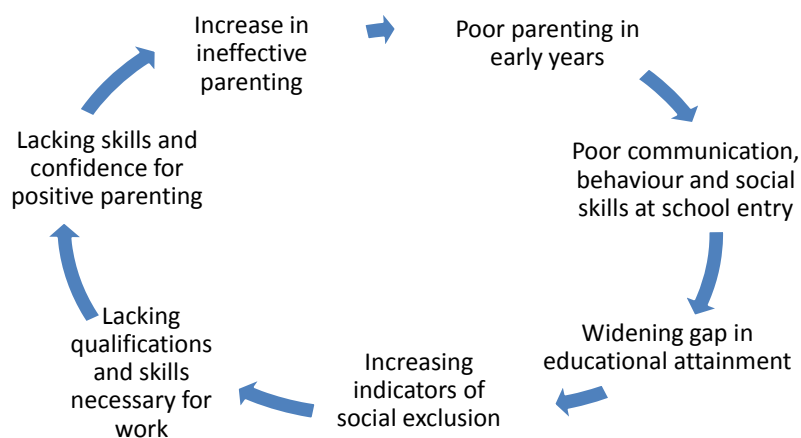 Increase in
ineffective
parenting
Poor parenting in
early years
Poor communication,
behaviour and social
skills at school entry
Widening gap in
educational attainment
Increasing
indicators of
social exclusion
Lacking
qualifications
and skills
necessary for
work
Lacking skills and
confidence for
positive parenting